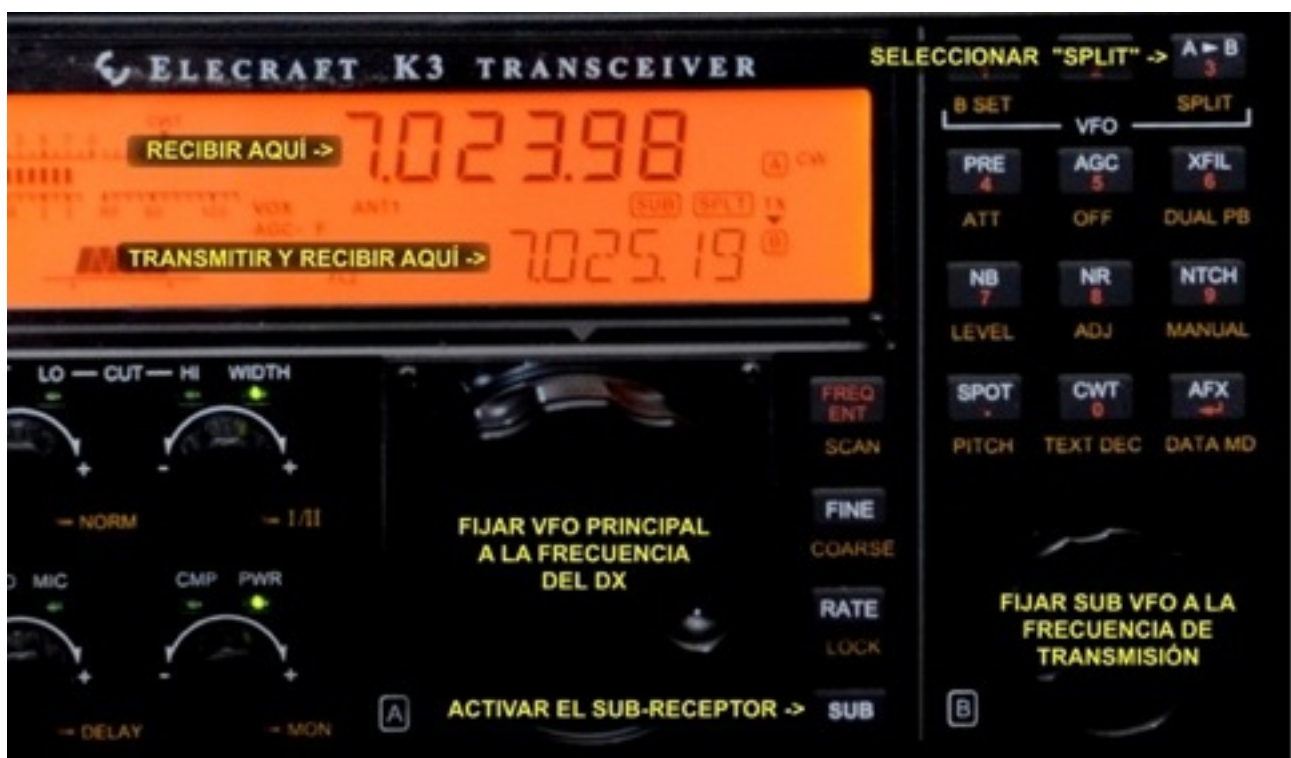 ELECRAFT K3 TRANSCEIVER
SELECCIONAR "SPLIT" -> A ► B
3
B SET SPLIT
VFO
RECIBIR AQUÍ -> 7.023.98
A CW
VOX ANT1 SUB SPLT TX
TRANSMITIR Y RECIBIR AQUÍ -> 7.025.19 B
PRE AGC XFIL
4 5 6
ATT OFF DUAL PB
NB NR NTCH
7 8 9
LEVEL ADJ MANUAL
LO CUT HI WIDTH
FREQ
ENT
SPOT CWT AFX
. 0
SCAN
PITCH TEXT DEC DATA MD
- + - +
NORM I/II
FIJAR VFO PRINCIPAL
A LA FRECUENCIA
DEL DX
FINE
COARSE
MIC CMP PWR
RATE
LOCK
FIJAR SUB VFO A LA
FRECUENCIA DE
TRANSMISIÓN
+ - +
DELAY MON
A ACTIVAR EL SUB-RECEPTOR -> SUB B